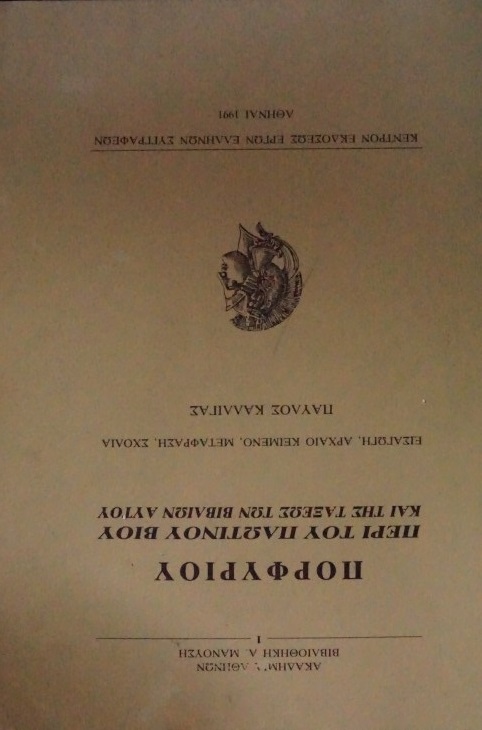 ΑΚΑΔΗΜΊΑ ΑΘΗΝΩΝ
ΒΙΒΛΙΟΘΗΚΗ Α. ΜΑΝΟΥΣΗ
1
ΠΟΡΦΥΡΙΟΥ
ΠΕΡΙ ΤΟΥ ΠΛΩΤΙΝΟΥ ΒΙΟΥ
ΚΑΙ ΤΗΣ ΤΑΞΕΩΣ ΤΩΝ ΒΙΒΛΙΩΝ ΑΥΤΟΥ
ΕΙΣΑΓΩΓΗ, ΑΡΧΑΙΟ ΚΕΙΜΕΝΟ, ΜΕΤΑΦΡΑΣΗ, ΣΧΟΛΙΑ
ΠΑΥΛΟΣ ΚΑΛΛΙΓΑΣ
ΚΕΝΤΡΟΝ ΕΚΔΟΣΕΩΣ ΕΡΓΩΝ ΕΛΛΗΝΩΝ ΣΥΓΓΡΑΦΕΩΝ
ΑΘΗΝΑΙ 1991